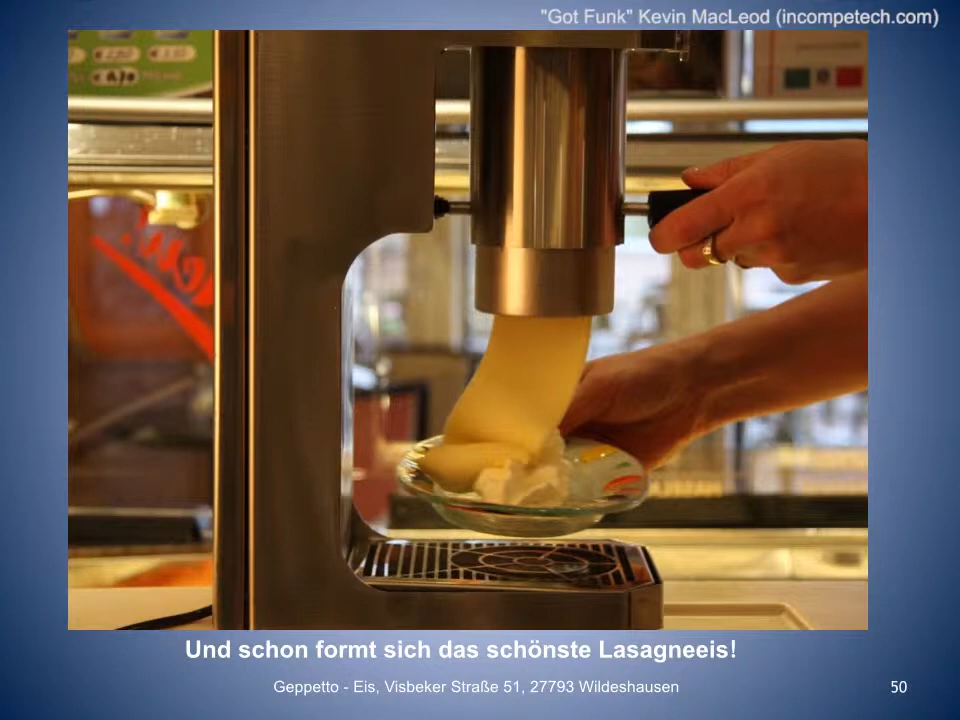 "Got Funk" Kevin MacLeod (incompetech.com)
Und schon formt sich das schönste Lasagneeis!
Geppetto - Eis, Visbeker Straße 51, 27793 Wildeshausen
50